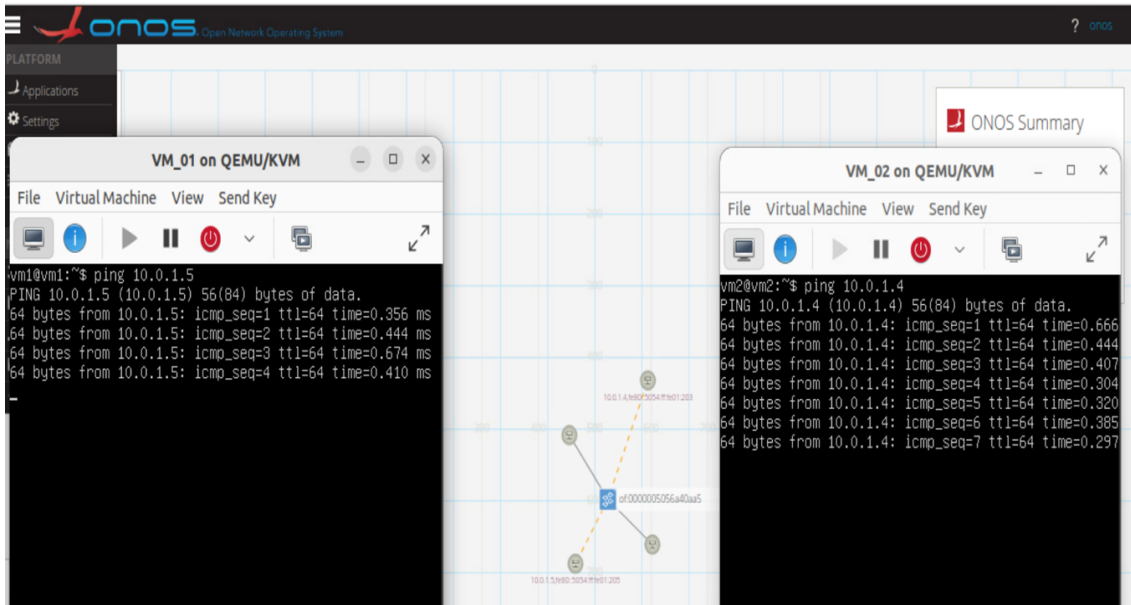 onos Open Network Operating System
? onos
PLATFORM
Applications
Settings
ONOS Summary
VM_01 on QEMU/KVM
File Virtual Machine View Send Key
vm1@vm1:~$ ping 10.0.1.5
PING 10.0.1.5 (10.0.1.5) 56(84) bytes of data.
64 bytes from 10.0.1.5: icmp_seq=1 ttl=64 time=0.356 ms
64 bytes from 10.0.1.5: icmp_seq=2 ttl=64 time=0.444 ms
64 bytes from 10.0.1.5: icmp_seq=3 ttl=64 time=0.674 ms
64 bytes from 10.0.1.5: icmp_seq=4 ttl=64 time=0.410 ms
VM_02 on QEMU/KVM
File Virtual Machine View Send Key
vm2@vm2:~$ ping 10.0.1.4
PING 10.0.1.4 (10.0.1.4) 56(84) bytes of data.
64 bytes from 10.0.1.4: icmp_seq=1 ttl=64 time=0.666
64 bytes from 10.0.1.4: icmp_seq=2 ttl=64 time=0.444
64 bytes from 10.0.1.4: icmp_seq=3 ttl=64 time=0.407
64 bytes from 10.0.1.4: icmp_seq=4 ttl=64 time=0.304
64 bytes from 10.0.1.4: icmp_seq=5 ttl=64 time=0.320
64 bytes from 10.0.1.4: icmp_seq=6 ttl=64 time=0.385
64 bytes from 10.0.1.4: icmp_seq=7 ttl=64 time=0.297
of:0000005056a40aa5